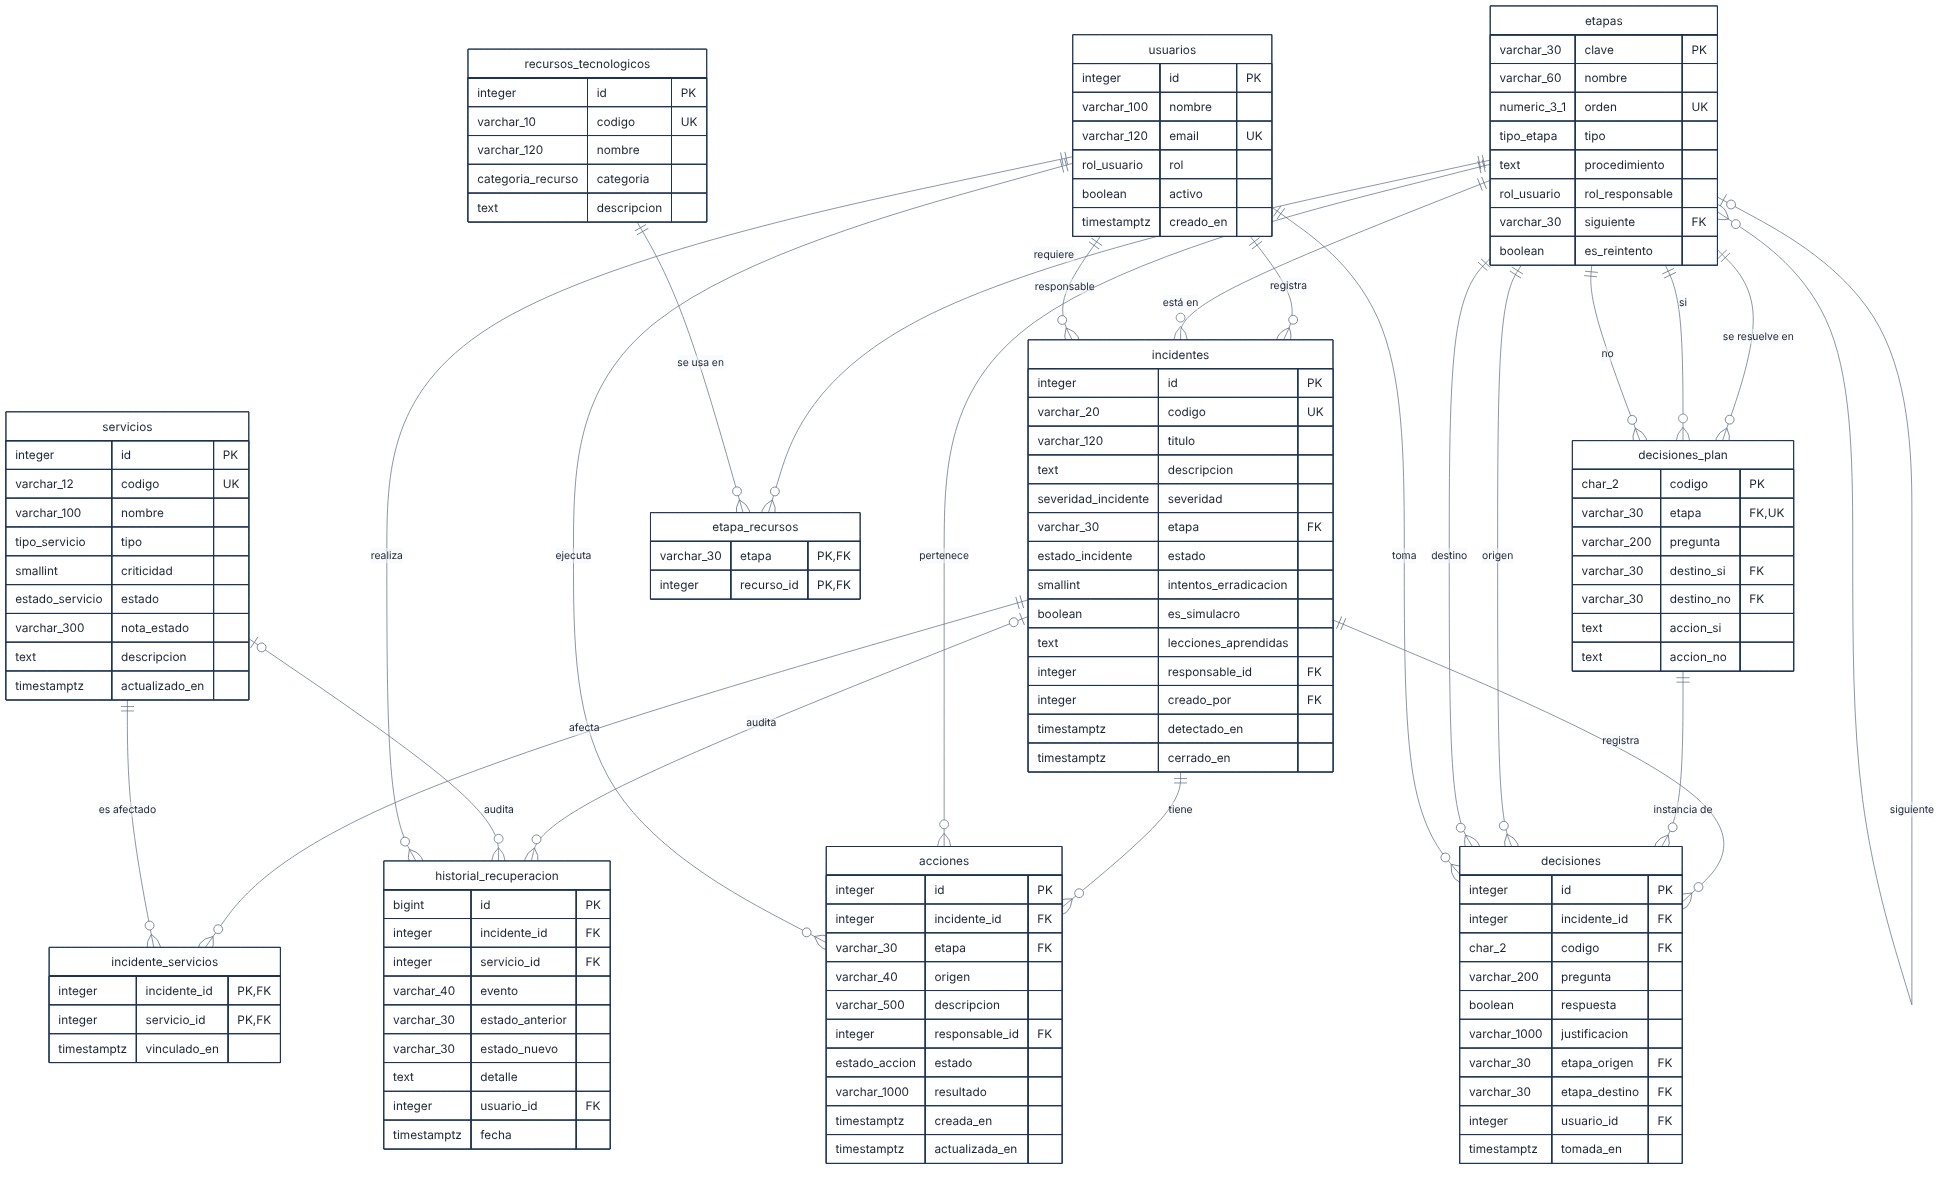 recursos_tecnologicos
integer id PK
varchar_10 codigo UK
varchar_120 nombre
categoria_recurso categoria
text descripcion
usuarios
integer id PK
varchar_100 nombre
varchar_120 email UK
rol_usuario rol
boolean activo
timestamptz creado_en
etapas
varchar_30 clave PK
varchar_60 nombre
numeric_3_1 orden UK
tipo_etapa tipo
text procedimiento
rol_usuario rol_responsable
varchar_30 siguiente FK
boolean es_reintento
requiere
responsable
está en
registra
si
se resuelve en
no
se usa en
servicios
integer id PK
varchar_12 codigo UK
varchar_100 nombre
tipo_servicio tipo
smallint criticidad
estado_servicio estado
varchar_300 nota_estado
text descripcion
timestamptz actualizado_en
etapa_recursos
varchar_30 etapa PK,FK
integer recurso_id PK,FK
incidentes
integer id PK
varchar_20 codigo UK
varchar_120 titulo
text descripcion
severidad_incidente severidad
varchar_30 etapa FK
estado_incidente estado
smallint intentos_erradicacion
boolean es_simulacro
text lecciones_aprendidas
integer responsable_id FK
integer creado_por FK
timestamptz detectado_en
timestamptz cerrado_en
decisiones_plan
char_2 codigo PK
varchar_30 etapa FK,UK
varchar_200 pregunta
varchar_30 destino_si FK
varchar_30 destino_no FK
text accion_si
text accion_no
realiza
ejecuta
pertenece
toma
destino
origen
afecta
audita
registra
es afectado
audita
tiene
instancia de
siguiente
incidente_servicios
integer incidente_id PK,FK
integer servicio_id PK,FK
timestamptz vinculado_en
historial_recuperacion
bigint id PK
integer incidente_id FK
integer servicio_id FK
varchar_40 evento
varchar_30 estado_anterior
varchar_30 estado_nuevo
text detalle
integer usuario_id FK
timestamptz fecha
acciones
integer id PK
integer incidente_id FK
varchar_30 etapa FK
varchar_40 origen
varchar_500 descripcion
integer responsable_id FK
estado_accion estado
varchar_1000 resultado
timestamptz creada_en
timestamptz actualizada_en
decisiones
integer id PK
integer incidente_id FK
char_2 codigo FK
varchar_200 pregunta
boolean respuesta
varchar_1000 justificacion
varchar_30 etapa_origen FK
varchar_30 etapa_destino FK
integer usuario_id FK
timestamptz tomada_en